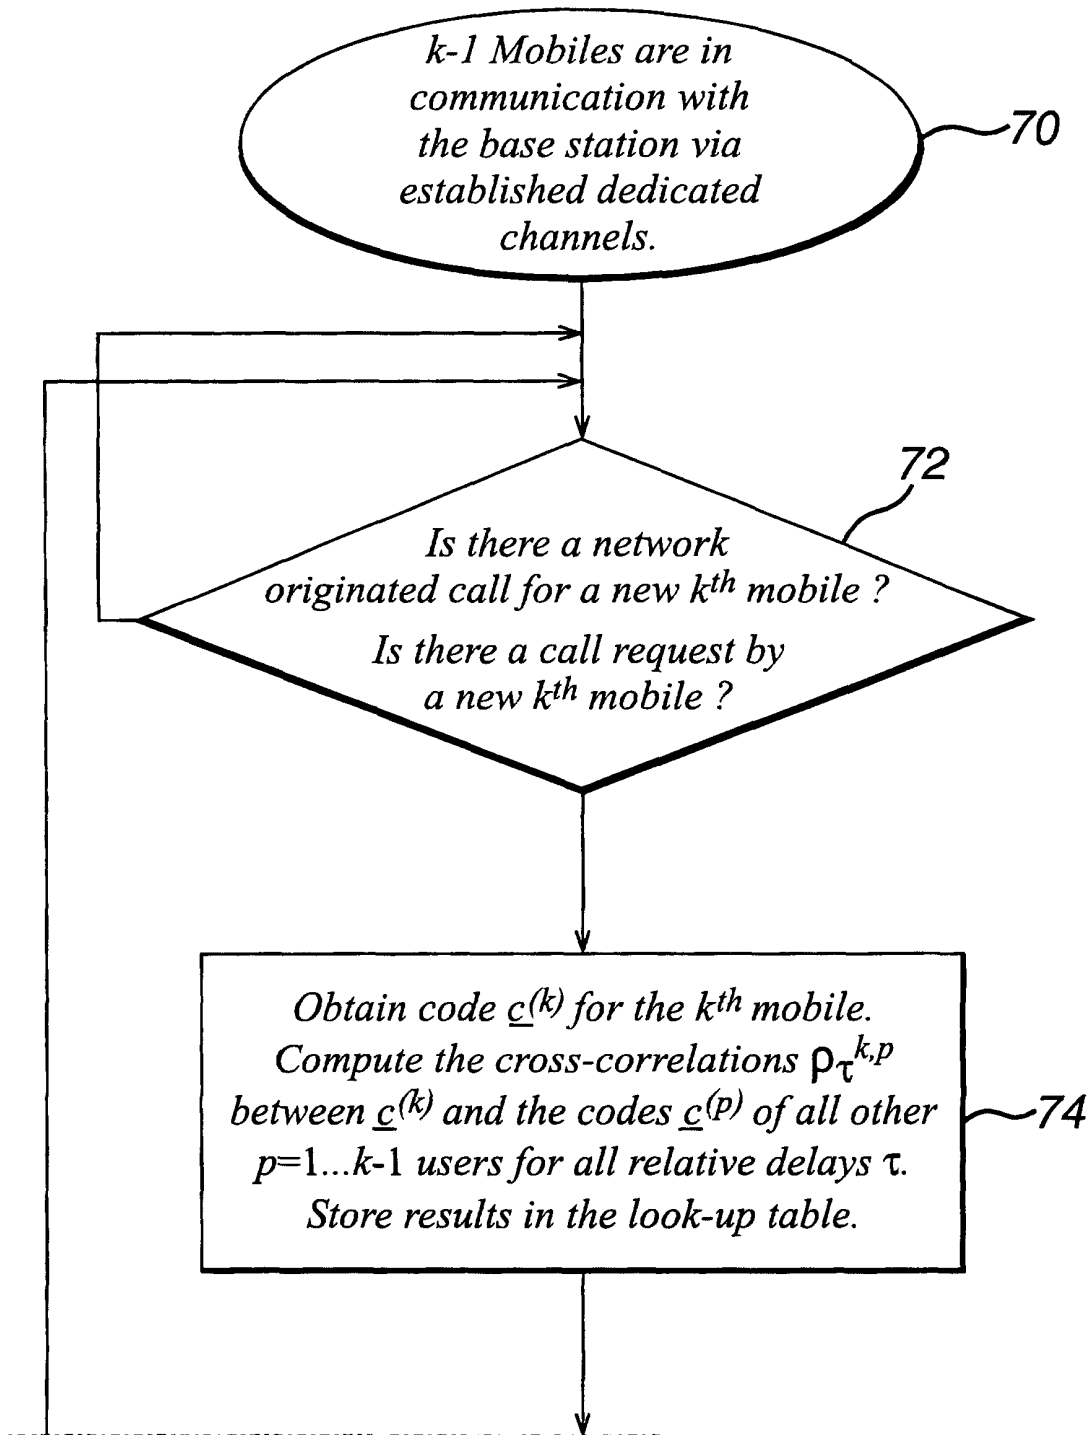 k-1 Mobiles are in
communication with
the base station via
established dedicated
channels.
70
72
Is there a network
originated call for a new kth mobile ?
Is there a call request by
a new kth mobile ?
Obtain code c(k) for the kth mobile.
Compute the cross-correlations ρτk,p
between c(k) and the codes c(p) of all other
p=1...k-1 users for all relative delays τ.
Store results in the look-up table.
74